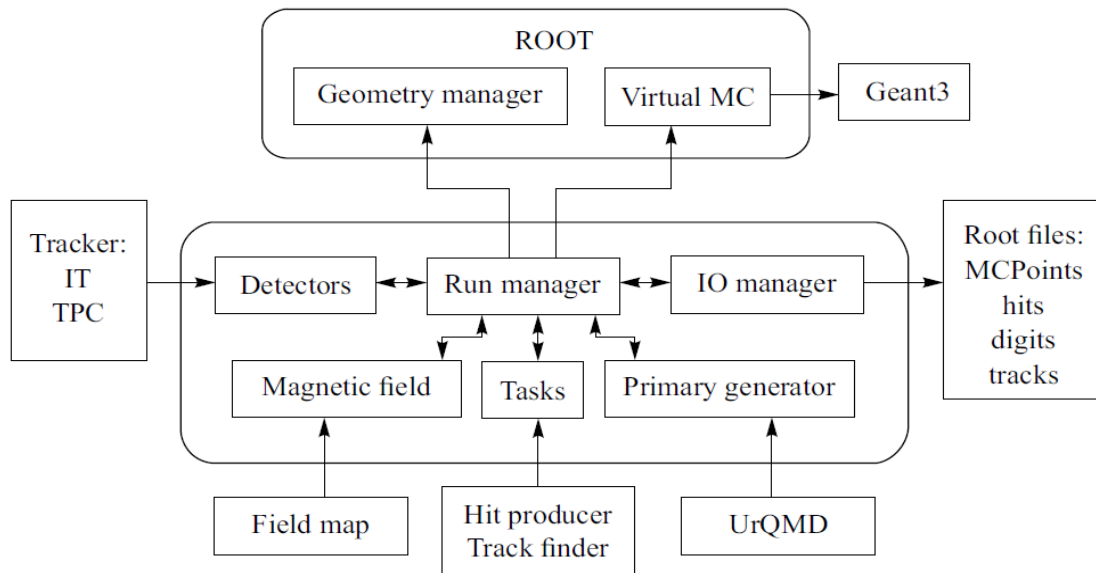 ROOT
Geometry manager
Virtual MC
Geant3
Tracker:
IT
TPC
Detectors
Run manager
IO manager
Root files:
MCPoints
hits
digits
tracks
Magnetic field
Tasks
Primary generator
Field map
Hit producer
Track finder
UrQMD